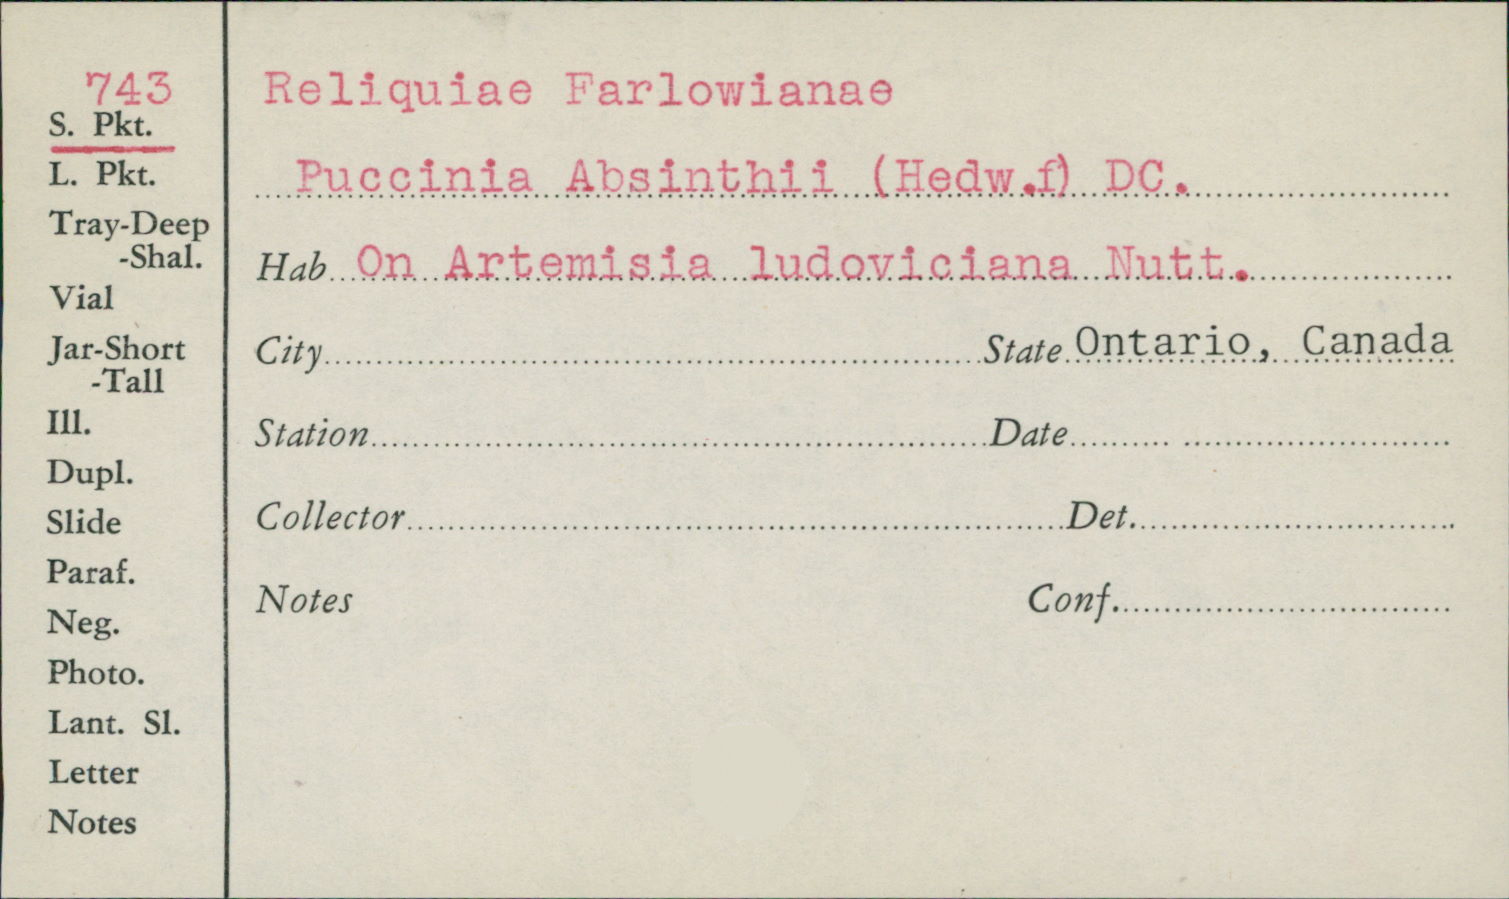 743
S. Pkt.
L. Pkt.
Tray-Deep
-Shal.
Vial
Jar-Short
-Tall
Ill.
Dupl.
Slide
Paraf.
Neg.
Photo.
Lant. Sl.
Letter
Notes
Reliquiae Farlowianae
Puccinia Absinthii (Hedw.f) DC.
Hab On Artemisia ludoviciana Nutt.
City State Ontario, Canada
Station Date
Collector Det.
Notes Conf.